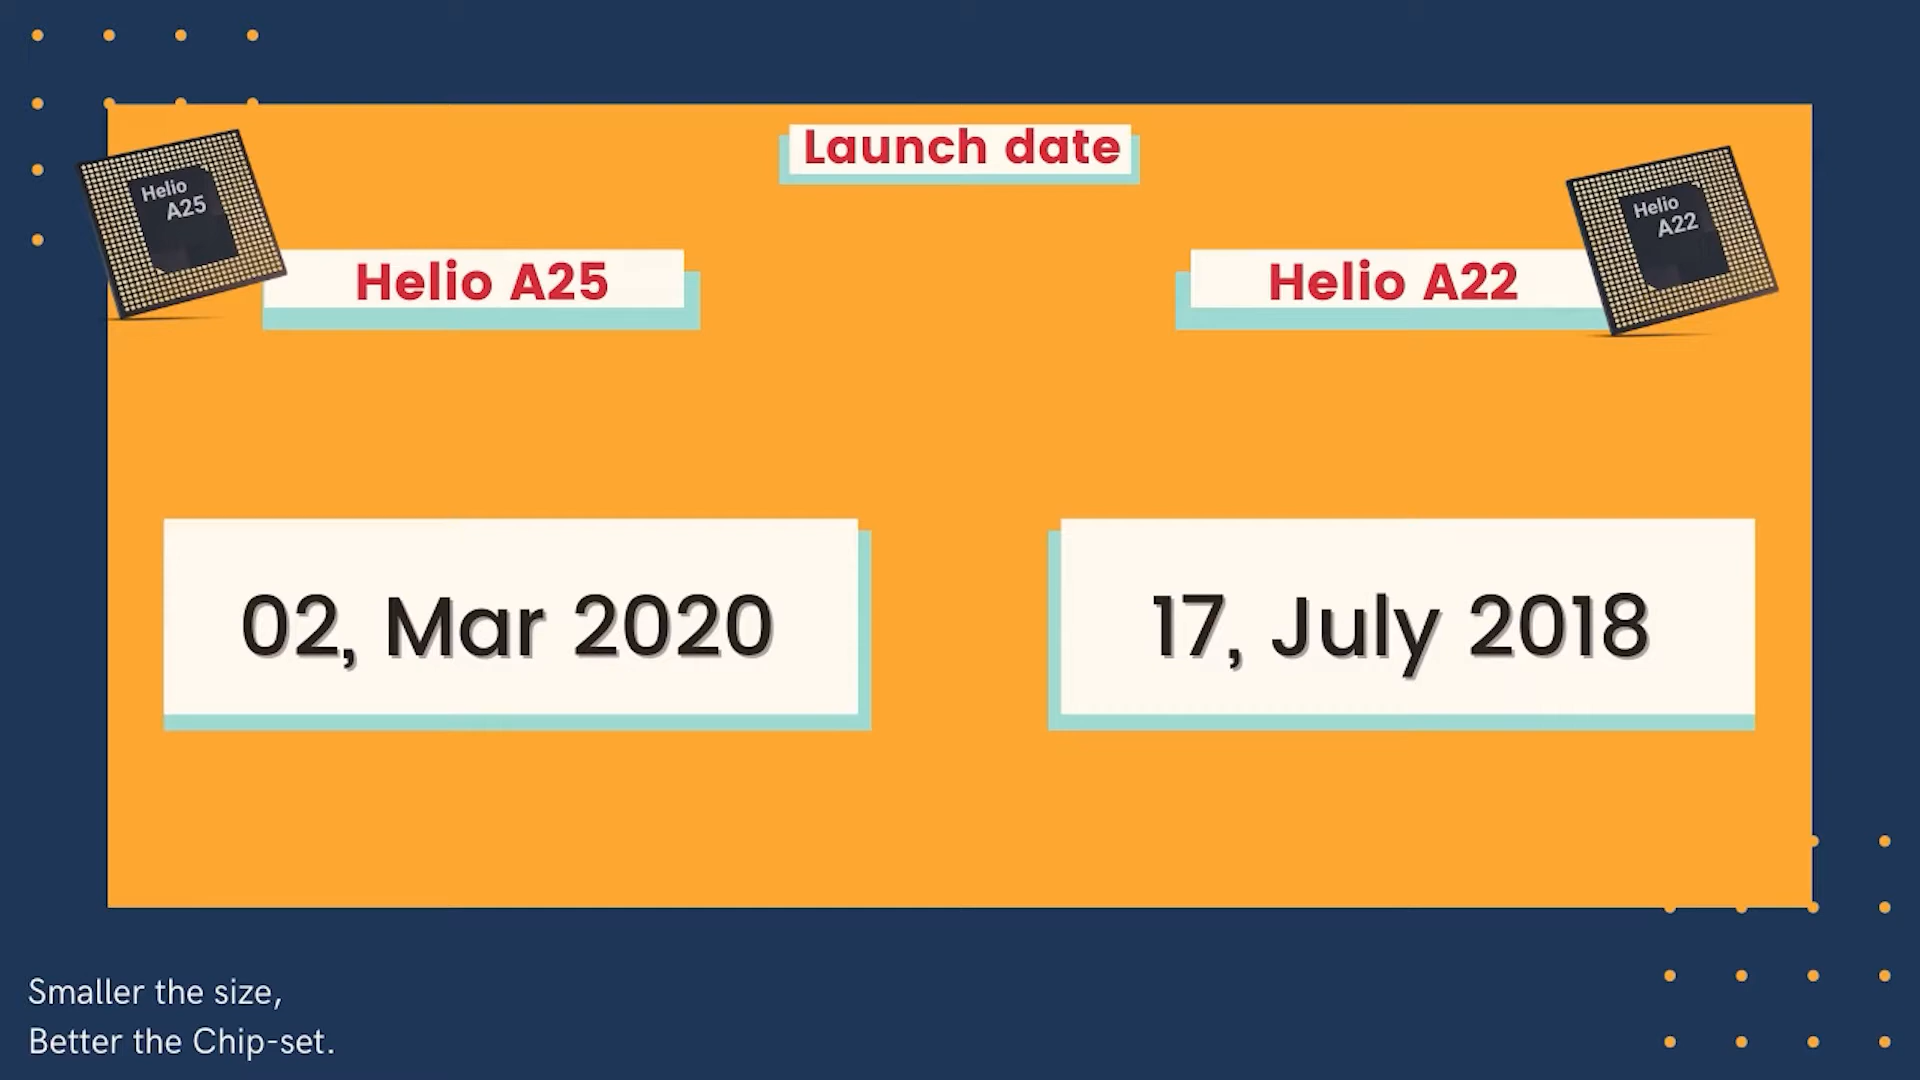 Launch date
Helio
A25
Helio A25
Helio A22
Helio
A22
02, Mar 2020
17, July 2018
Smaller the size,
Better the Chip-set.